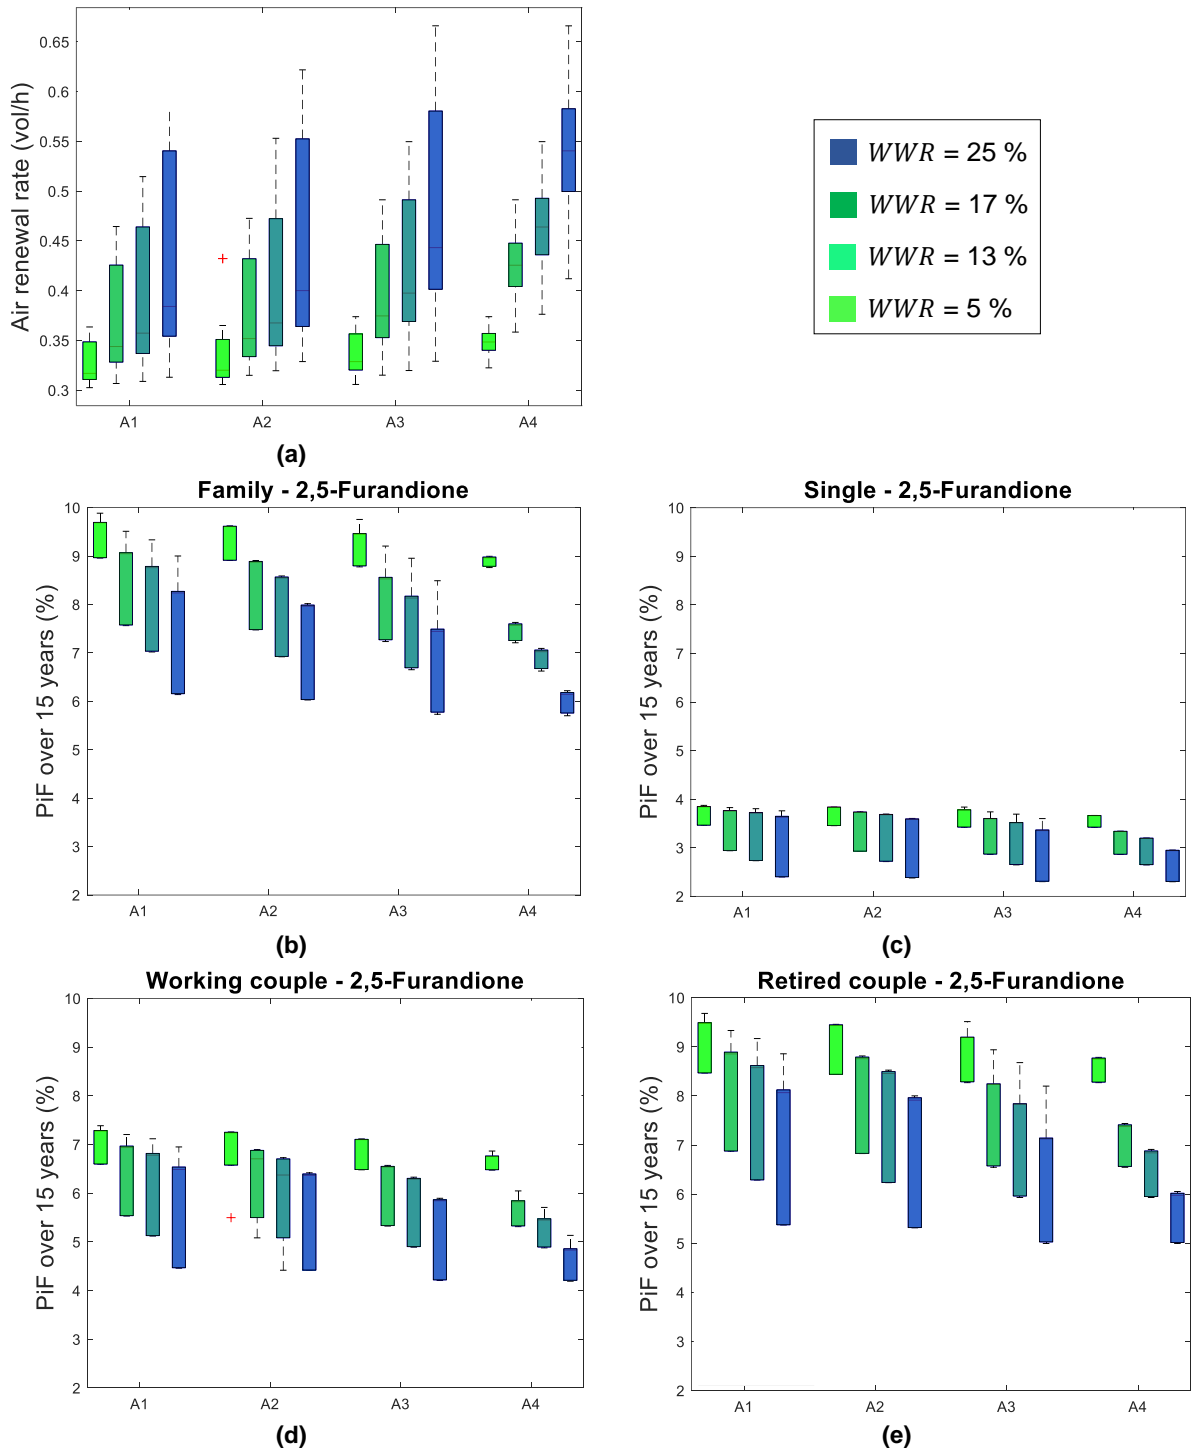 Air renewal rate (vol/h)
0.65
0.6
0.55
0.5
0.45
0.4
0.35
0.3
A1 A2 A3 A4
(a)
WWR = 25 %
WWR = 17 %
WWR = 13 %
WWR = 5 %
Family - 2,5-Furandione
PiF over 15 years (%)
10
9
8
7
6
5
4
3
2
A1 A2 A3 A4
(b)
Single - 2,5-Furandione
PiF over 15 years (%)
10
9
8
7
6
5
4
3
2
A1 A2 A3 A4
(c)
Working couple - 2,5-Furandione
PiF over 15 years (%)
10
9
8
7
6
5
4
3
2
A1 A2 A3 A4
(d)
Retired couple - 2,5-Furandione
PiF over 15 years (%)
10
9
8
7
6
5
4
3
2
A1 A2 A3 A4
(e)